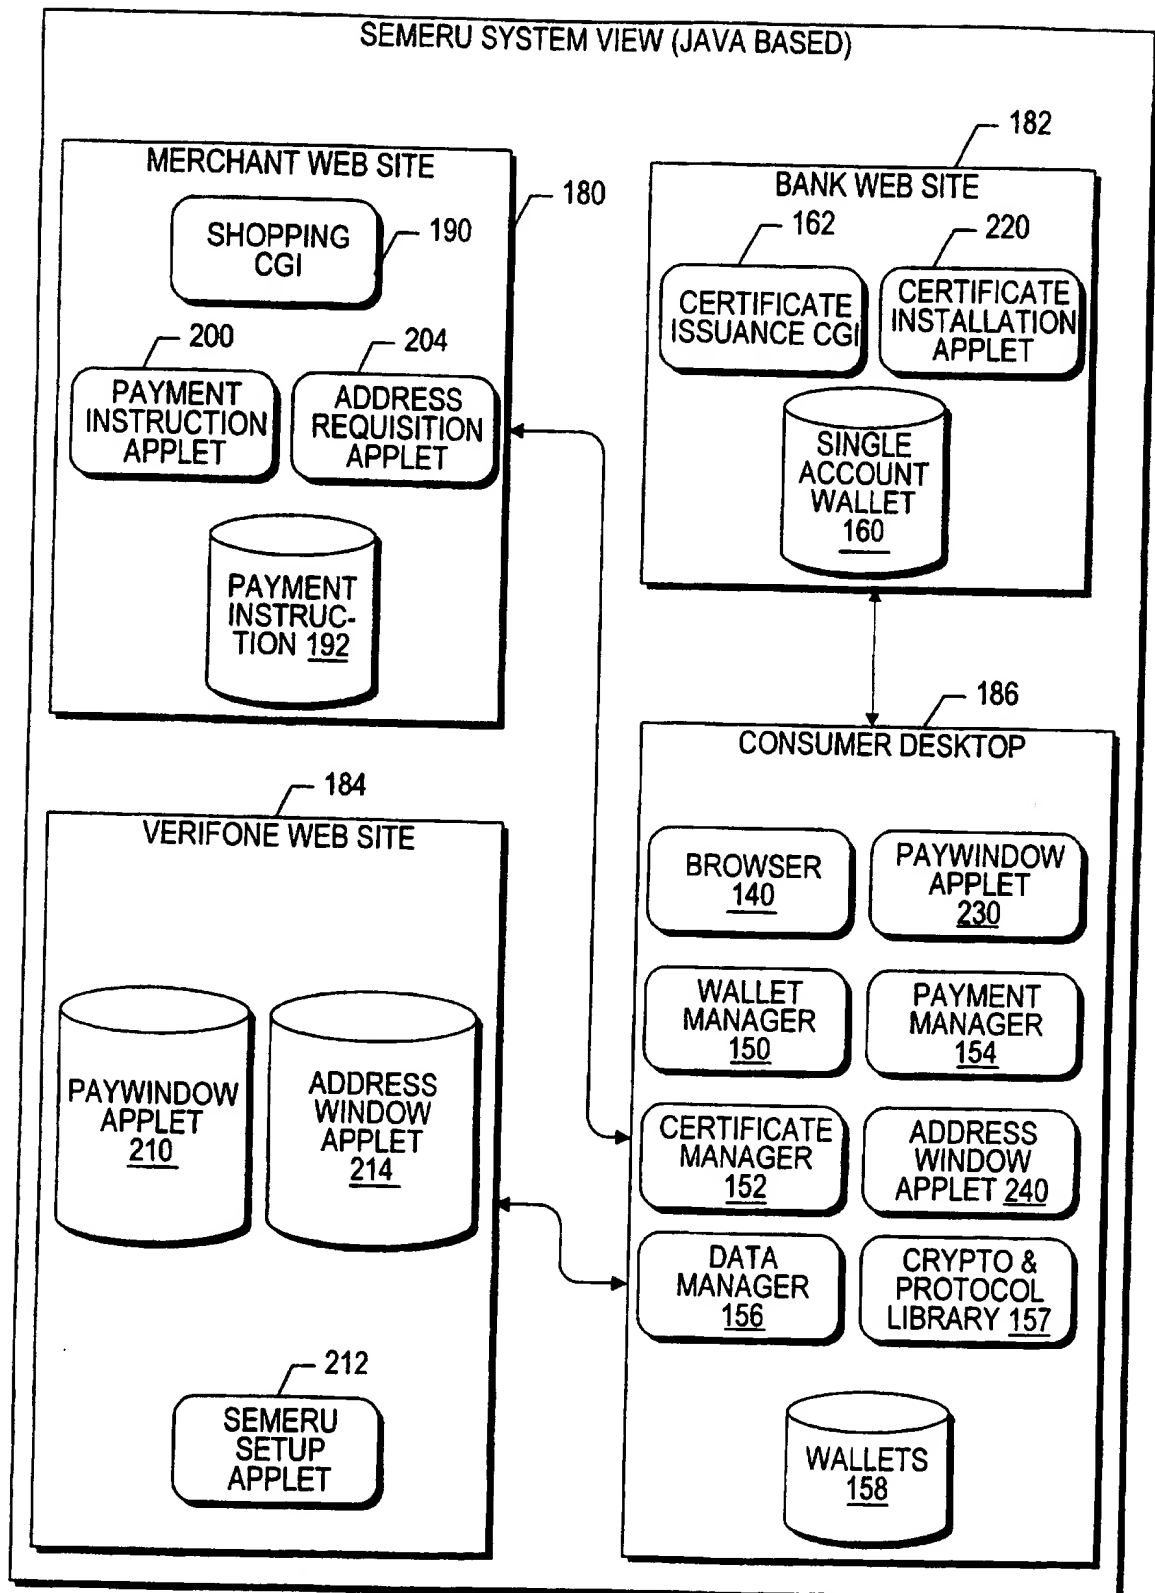 SEMERU SYSTEM VIEW (JAVA BASED)
MERCHANT WEB SITE
180
SHOPPING
CGI
190
200
PAYMENT
INSTRUCTION
APPLET
204
ADDRESS
REQUISITION
APPLET
PAYMENT
INSTRUC-
TION 192
182
BANK WEB SITE
162
CERTIFICATE
ISSUANCE CGI
220
CERTIFICATE
INSTALLATION
APPLET
SINGLE
ACCOUNT
WALLET
160
184
VERIFONE WEB SITE
PAYWINDOW
APPLET
210
ADDRESS
WINDOW
APPLET
214
212
SEMERU
SETUP
APPLET
186
CONSUMER DESKTOP
BROWSER
140
PAYWINDOW
APPLET
230
WALLET
MANAGER
150
PAYMENT
MANAGER
154
CERTIFICATE
MANAGER
152
ADDRESS
WINDOW
APPLET 240
DATA
MANAGER
156
CRYPTO &
PROTOCOL
LIBRARY 157
WALLETS
158